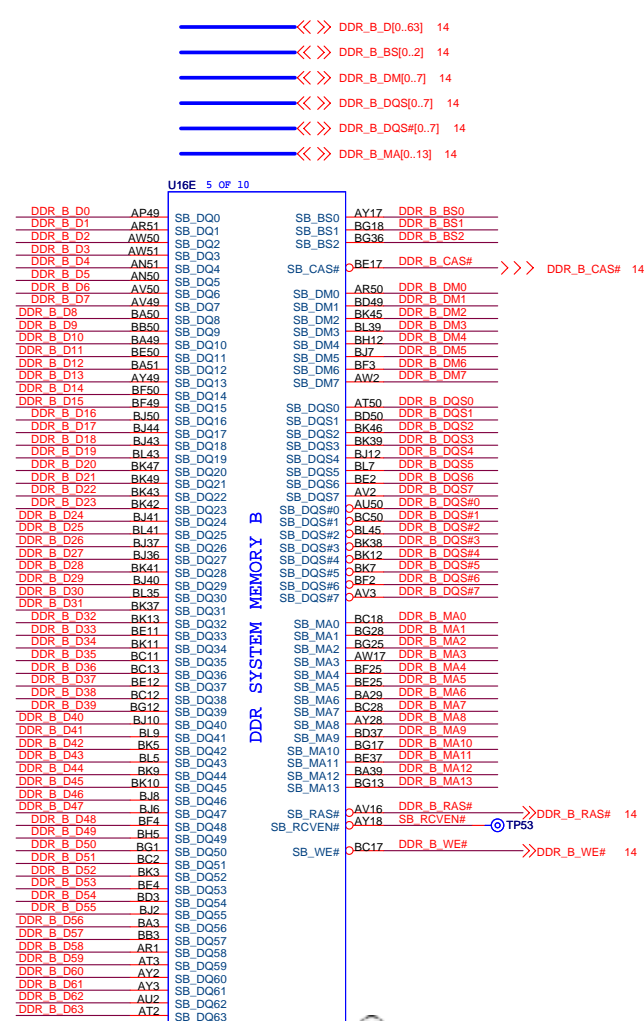 DDR_B_D[0..63] 14
DDR_B_BS[0..2] 14
DDR_B_DM[0..7] 14
DDR_B_DQS[0..7] 14
DDR_B_DQS#[0..7] 14
DDR_B_MA[0..13] 14
U16E 5 OF 10
DDR_B_D0 AP49 SB_DQ0
DDR_B_D1 AR51 SB_DQ1
DDR_B_D2 AW50 SB_DQ2
DDR_B_D3 AW51 SB_DQ3
DDR_B_D4 AN51 SB_DQ4
DDR_B_D5 AN50 SB_DQ5
DDR_B_D6 AV50 SB_DQ6
DDR_B_D7 AV49 SB_DQ7
DDR_B_D8 BA50 SB_DQ8
DDR_B_D9 BB50 SB_DQ9
DDR_B_D10 BA49 SB_DQ10
DDR_B_D11 BE50 SB_DQ11
DDR_B_D12 BA51 SB_DQ12
DDR_B_D13 AY49 SB_DQ13
DDR_B_D14 BF50 SB_DQ14
DDR_B_D15 BF49 SB_DQ15
DDR_B_D16 BJ50 SB_DQ16
DDR_B_D17 BJ44 SB_DQ17
DDR_B_D18 BJ43 SB_DQ18
DDR_B_D19 BL43 SB_DQ19
DDR_B_D20 BK47 SB_DQ20
DDR_B_D21 BK49 SB_DQ21
DDR_B_D22 BK43 SB_DQ22
DDR_B_D23 BK42 SB_DQ23
DDR_B_D24 BJ41 SB_DQ24
DDR_B_D25 BL41 SB_DQ25
DDR_B_D26 BJ37 SB_DQ26
DDR_B_D27 BJ36 SB_DQ27
DDR_B_D28 BK41 SB_DQ28
DDR_B_D29 BJ40 SB_DQ29
DDR_B_D30 BL35 SB_DQ30
DDR_B_D31 BK37 SB_DQ31
DDR_B_D32 BK13 SB_DQ32
DDR_B_D33 BE11 SB_DQ33
DDR_B_D34 BK11 SB_DQ34
DDR_B_D35 BC11 SB_DQ35
DDR_B_D36 BC13 SB_DQ36
DDR_B_D37 BE12 SB_DQ37
DDR_B_D38 BC12 SB_DQ38
DDR_B_D39 BG12 SB_DQ39
DDR_B_D40 BJ10 SB_DQ40
DDR_B_D41 BL9 SB_DQ41
DDR_B_D42 BK5 SB_DQ42
DDR_B_D43 BL5 SB_DQ43
DDR_B_D44 BK9 SB_DQ44
DDR_B_D45 BK10 SB_DQ45
DDR_B_D46 BJ8 SB_DQ46
DDR_B_D47 BJ6 SB_DQ47
DDR_B_D48 BF4 SB_DQ48
DDR_B_D49 BH5 SB_DQ49
DDR_B_D50 BG1 SB_DQ50
DDR_B_D51 BC2 SB_DQ51
DDR_B_D52 BK3 SB_DQ52
DDR_B_D53 BE4 SB_DQ53
DDR_B_D54 BD3 SB_DQ54
DDR_B_D55 BJ2 SB_DQ55
DDR_B_D56 BA3 SB_DQ56
DDR_B_D57 BB3 SB_DQ57
DDR_B_D58 AR1 SB_DQ58
DDR_B_D59 AT3 SB_DQ59
DDR_B_D60 AY2 SB_DQ60
DDR_B_D61 AY3 SB_DQ61
DDR_B_D62 AU2 SB_DQ62
DDR_B_D63 AT2 SB_DQ63
DDR SYSTEM MEMORY B
SB_BS0 AY17 DDR_B_BS0
SB_BS1 BG18 DDR_B_BS1
SB_BS2 BG36 DDR_B_BS2
SB_CAS# BE17 DDR_B_CAS# DDR_B_CAS# 14
SB_DM0 AR50 DDR_B_DM0
SB_DM1 BD49 DDR_B_DM1
SB_DM2 BK45 DDR_B_DM2
SB_DM3 BL39 DDR_B_DM3
SB_DM4 BH12 DDR_B_DM4
SB_DM5 BJ7 DDR_B_DM5
SB_DM6 BF3 DDR_B_DM6
SB_DM7 AW2 DDR_B_DM7
SB_DQS0 AT50 DDR_B_DQS0
SB_DQS1 BD50 DDR_B_DQS1
SB_DQS2 BK46 DDR_B_DQS2
SB_DQS3 BK39 DDR_B_DQS3
SB_DQS4 BJ12 DDR_B_DQS4
SB_DQS5 BL7 DDR_B_DQS5
SB_DQS6 BE2 DDR_B_DQS6
SB_DQS7 AV2 DDR_B_DQS7
SB_DQS#0 AU50 DDR_B_DQS#0
SB_DQS#1 BC50 DDR_B_DQS#1
SB_DQS#2 BL45 DDR_B_DQS#2
SB_DQS#3 BK38 DDR_B_DQS#3
SB_DQS#4 BK12 DDR_B_DQS#4
SB_DQS#5 BK7 DDR_B_DQS#5
SB_DQS#6 BF2 DDR_B_DQS#6
SB_DQS#7 AV3 DDR_B_DQS#7
SB_MA0 BC18 DDR_B_MA0
SB_MA1 BG28 DDR_B_MA1
SB_MA2 BG25 DDR_B_MA2
SB_MA3 AW17 DDR_B_MA3
SB_MA4 BF25 DDR_B_MA4
SB_MA5 BE25 DDR_B_MA5
SB_MA6 BA29 DDR_B_MA6
SB_MA7 BC28 DDR_B_MA7
SB_MA8 AY28 DDR_B_MA8
SB_MA9 BD37 DDR_B_MA9
SB_MA10 BG17 DDR_B_MA10
SB_MA11 BE37 DDR_B_MA11
SB_MA12 BA39 DDR_B_MA12
SB_MA13 BG13 DDR_B_MA13
SB_RAS# AV16 DDR_B_RAS# DDR_B_RAS# 14
SB_RCVEN# AY18 SB_RCVEN# TP53
SB_WE# BC17 DDR_B_WE# DDR_B_WE# 14